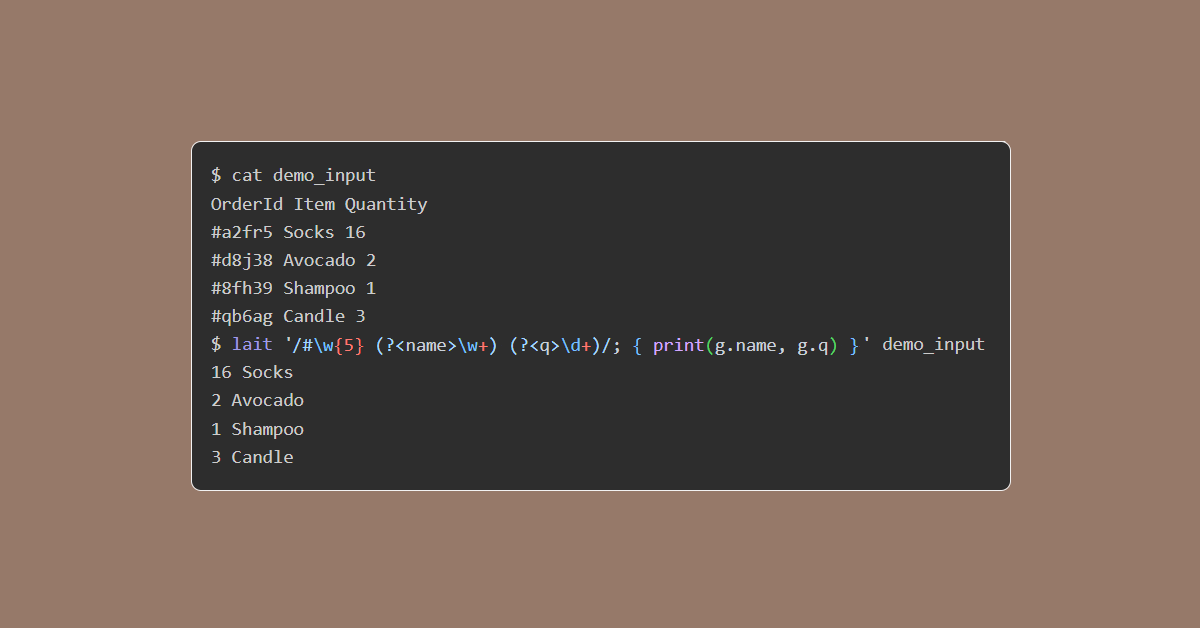 $ cat demo_input
OrderId Item Quantity
#a2fr5 Socks 16
#d8j38 Avocado 2
#8fh39 Shampoo 1
#qb6ag Candle 3
$ lait '/#\w{5} (?<name>\w+) (?<q>\d+)/; { print(g.name, g.q) }' demo_input
16 Socks
2 Avocado
1 Shampoo
3 Candle